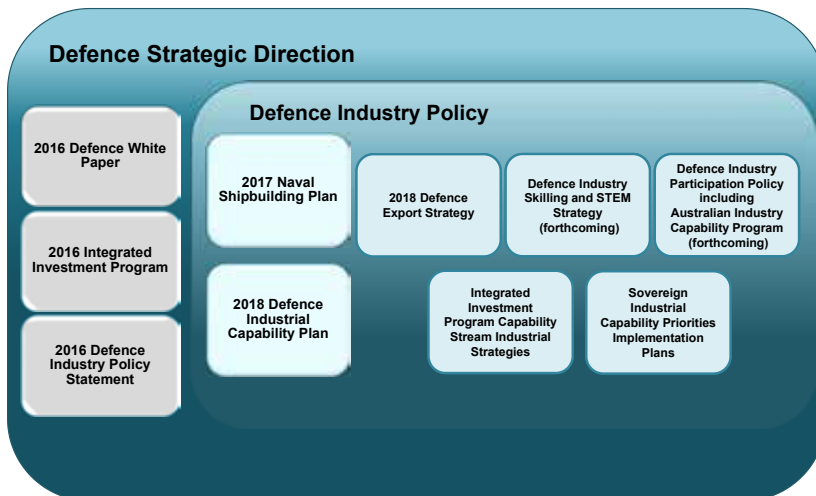 Defence Strategic Direction
2016 Defence White
Paper
2016 Integrated
Investment Program
2016 Defence
Industry Policy
Statement
Defence Industry Policy
2017 Naval
Shipbuilding Plan
2018 Defence
Export Strategy
Defence Industry
Skilling and STEM
Strategy
(forthcoming)
Defence Industry
Participation Policy
including
Australian Industry
Capability Program
(forthcoming)
2018 Defence
Industrial
Capability Plan
Integrated
Investment
Program Capability
Stream Industrial
Strategies
Sovereign
Industrial
Capability Priorities
Implementation
Plans